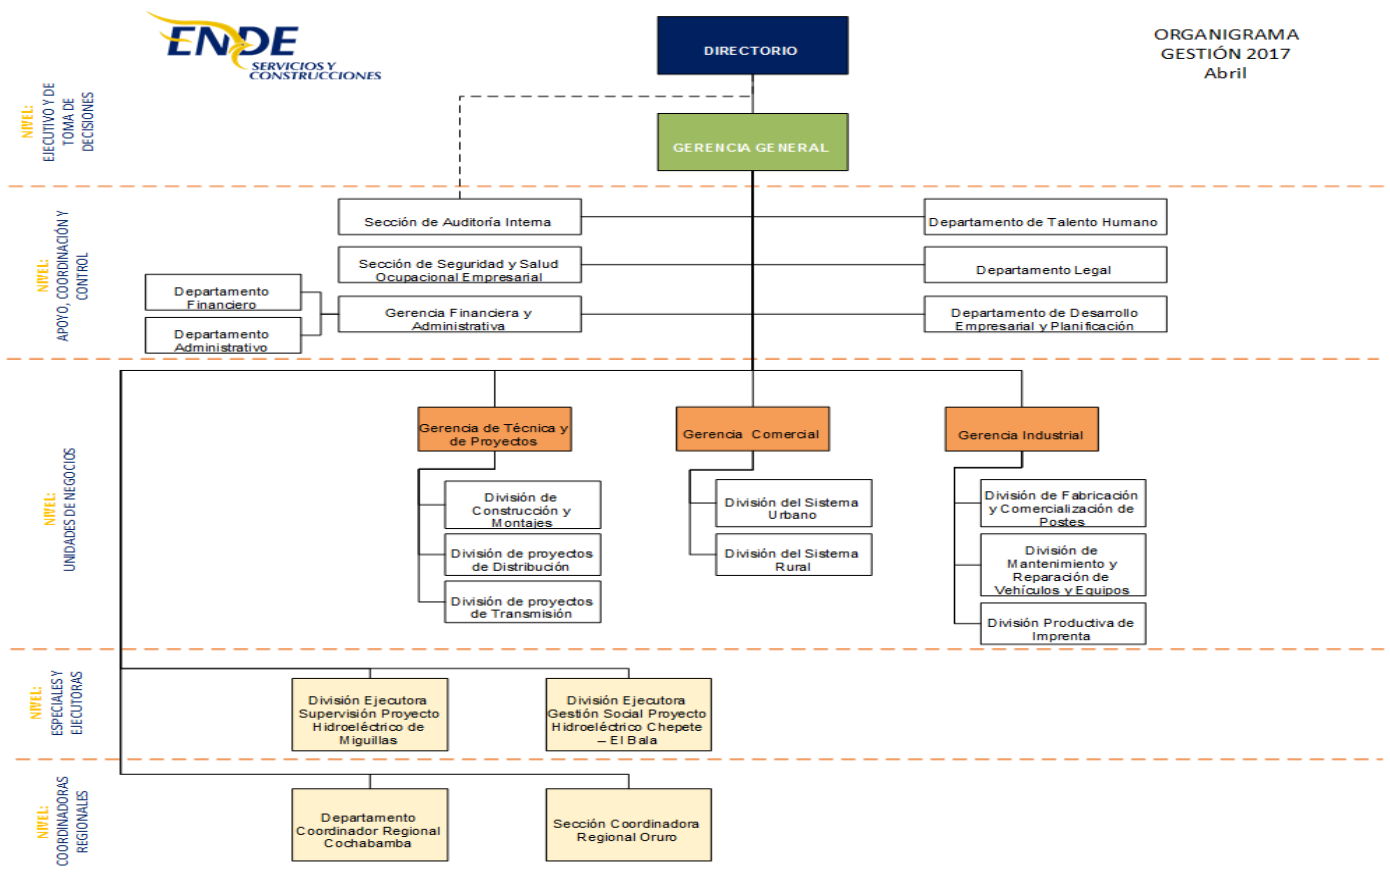 ENDE
SERVICIOS Y
CONSTRUCCIONES
DIRECTORIO
ORGANIGRAMA
GESTIÓN 2017
Abril
NIVEL:
EJECUTIVO Y DE
TOMA DE
DECISIONES
GERENCIA GENERAL
NIVEL:
APOYO, COORDINACIÓN Y
CONTROL
Sección de Auditoría Interna
Departamento de Talento Humano
Sección de Seguridad y Salud
Ocupacional Empresarial
Departamento Legal
Departamento
Financiero
Gerencia Financiera y
Administrativa
Departamento de Desarrollo
Empresarial y Planificación
Departamento
Administrativo
NIVEL:
UNIDADES DE NEGOCIOS
Gerencia de Técnica y
de Proyectos
Gerencia Comercial
Gerencia Industrial
División de
Construcción y
Montajes
División de proyectos
de Distribución
División de proyectos
de Transmisión
División del Sistema
Urbano
División del Sistema
Rural
División de Fabricación
y Comercialización de
Postes
División de
Mantenimiento y
Reparación de
Vehículos y Equipos
División Productiva de
Imprenta
NIVEL:
ESPECIALES Y
EJECUTORAS
División Ejecutora
Supervisión Proyecto
Hidroeléctrico de
Miguillas
División Ejecutora
Gestión Social Proyecto
Hidroeléctrico Chepete
– El Bala
NIVEL:
COORDINADORAS
REGIONALES
Departamento
Coordinador Regional
Cochabamba
Sección Coordinadora
Regional Oruro